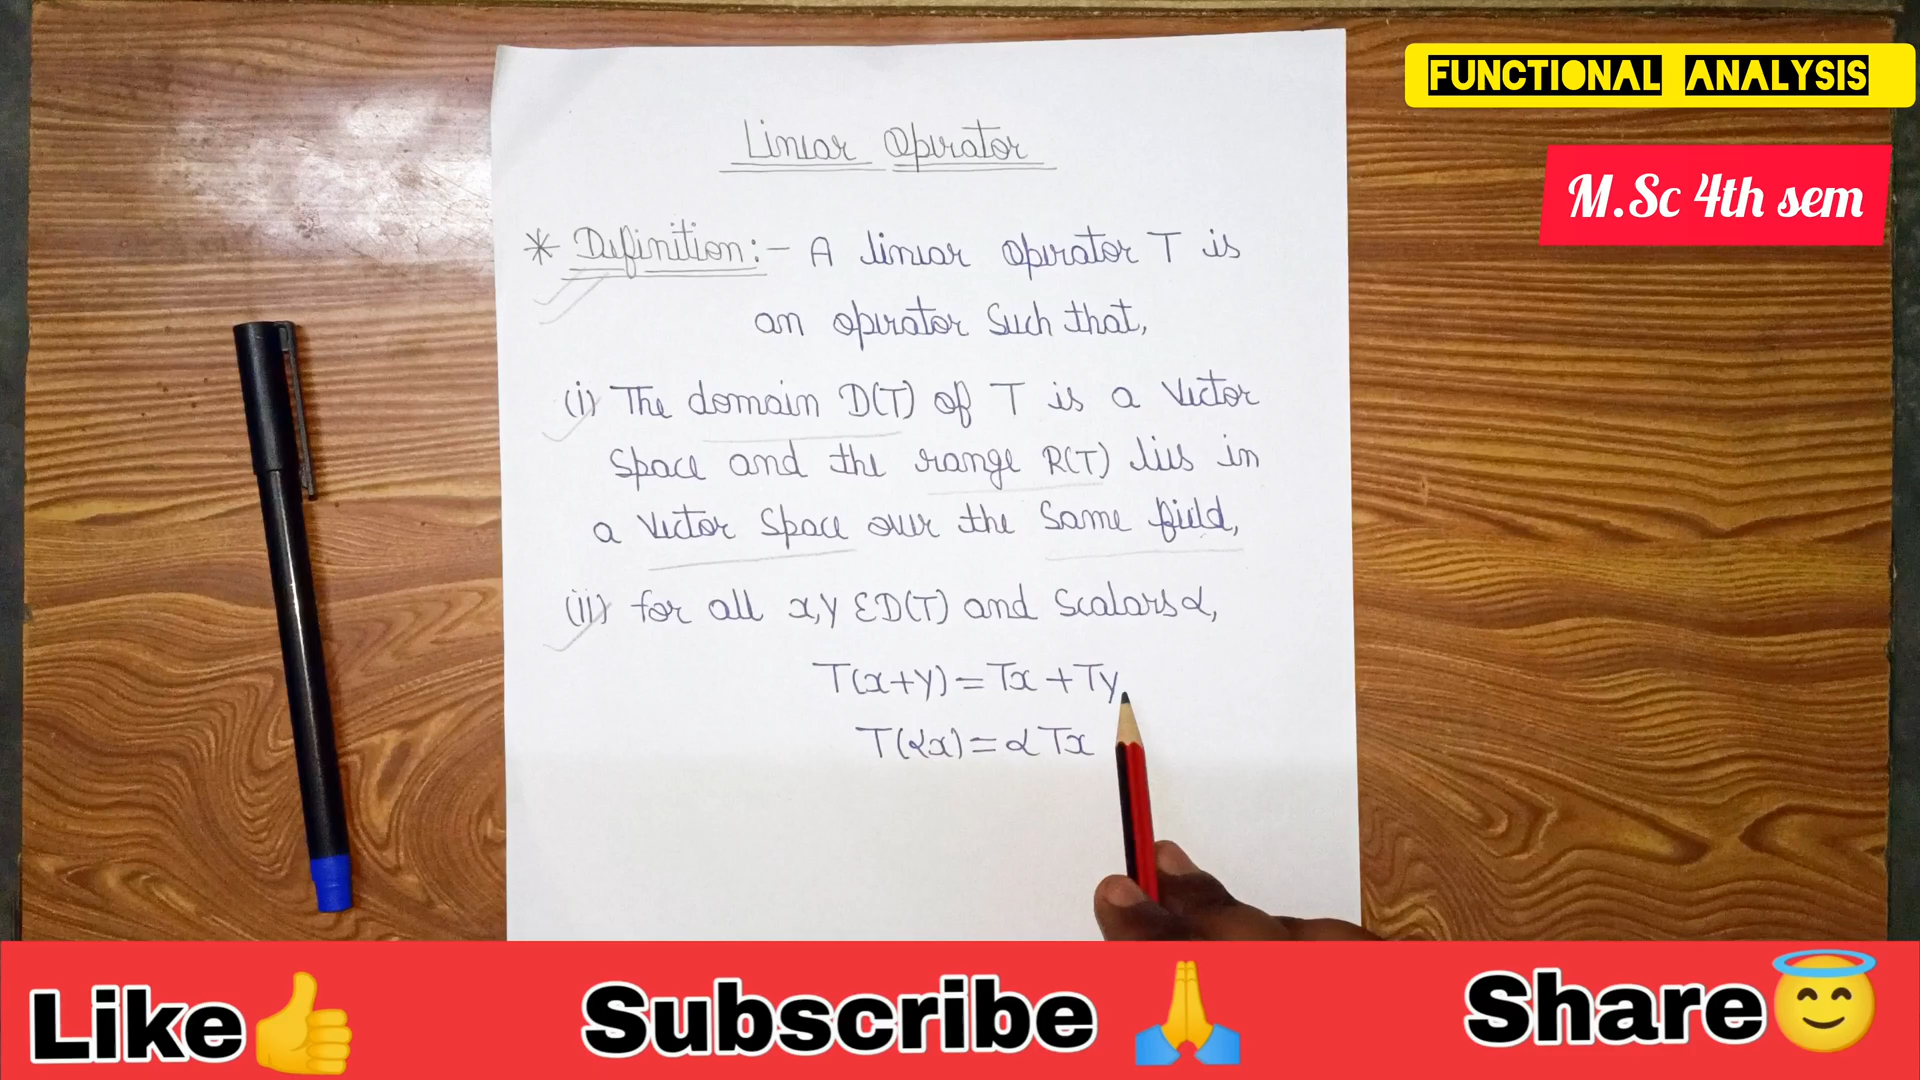 FUNCTIONAL ANALYSIS
M.Sc 4th sem
Linear Operator
* Definition:- A linear operator T is
an operator such that,
(i) The domain D(T) of T is a vector
space and the range R(T) lies in
a vector space over the same field,
(ii) for all x,y ∈ D(T) and scalars α,
T(x+y) = Tx + Ty
T(αx) = α Tx
Like👍 Subscribe 🙏 Share😇